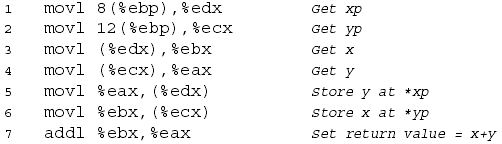 1 movl 8(%ebp),%edx Get xp
2 movl 12(%ebp),%ecx Get yp
3 movl (%edx),%ebx Get x
4 movl (%ecx),%eax Get y
5 movl %eax,(%edx) Store y at *xp
6 movl %ebx,(%ecx) Store x at *yp
7 addl %ebx,%eax Set return value = x+y